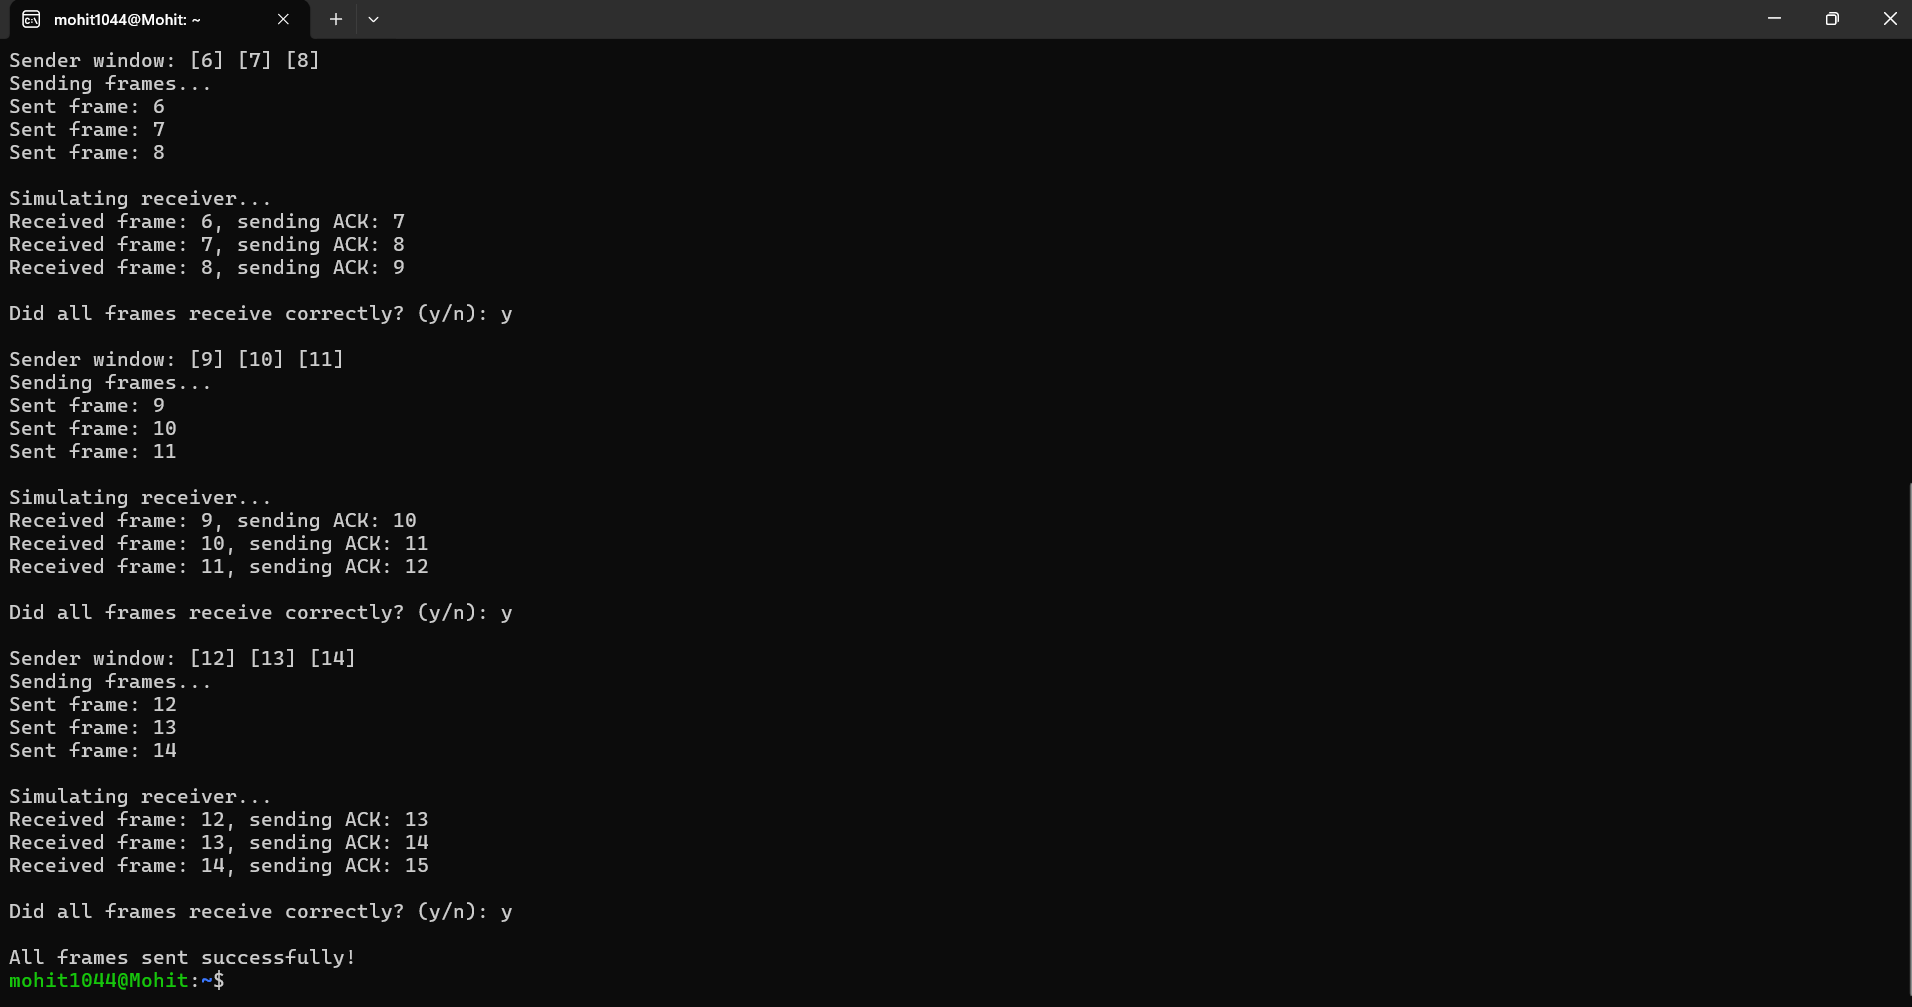 mohit1044@Mohit: ~
Sender window: [6] [7] [8]
Sending frames...
Sent frame: 6
Sent frame: 7
Sent frame: 8
Simulating receiver...
Received frame: 6, sending ACK: 7
Received frame: 7, sending ACK: 8
Received frame: 8, sending ACK: 9
Did all frames receive correctly? (y/n): y
Sender window: [9] [10] [11]
Sending frames...
Sent frame: 9
Sent frame: 10
Sent frame: 11
Simulating receiver...
Received frame: 9, sending ACK: 10
Received frame: 10, sending ACK: 11
Received frame: 11, sending ACK: 12
Did all frames receive correctly? (y/n): y
Sender window: [12] [13] [14]
Sending frames...
Sent frame: 12
Sent frame: 13
Sent frame: 14
Simulating receiver...
Received frame: 12, sending ACK: 13
Received frame: 13, sending ACK: 14
Received frame: 14, sending ACK: 15
Did all frames receive correctly? (y/n): y
All frames sent successfully!
mohit1044@Mohit:~$